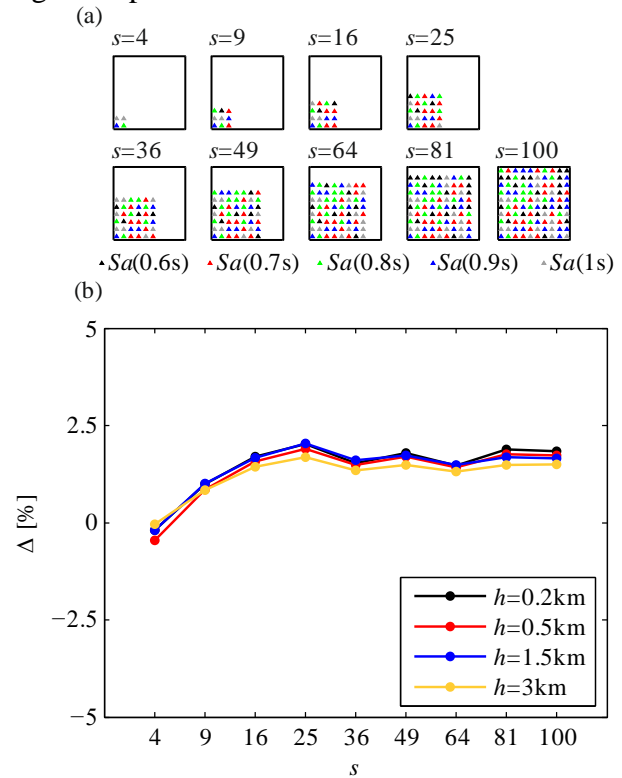 (a)
s=4 s=9 s=16 s=25
s=36 s=49 s=64 s=81 s=100
Sa(0.6s) Sa(0.7s) Sa(0.8s) Sa(0.9s) Sa(1s)
(b)
5
2.5
0
−2.5
−5
Δ [%]
h=0.2km
h=0.5km
h=1.5km
h=3km
4 9 16 25 36 49 64 81 100
s